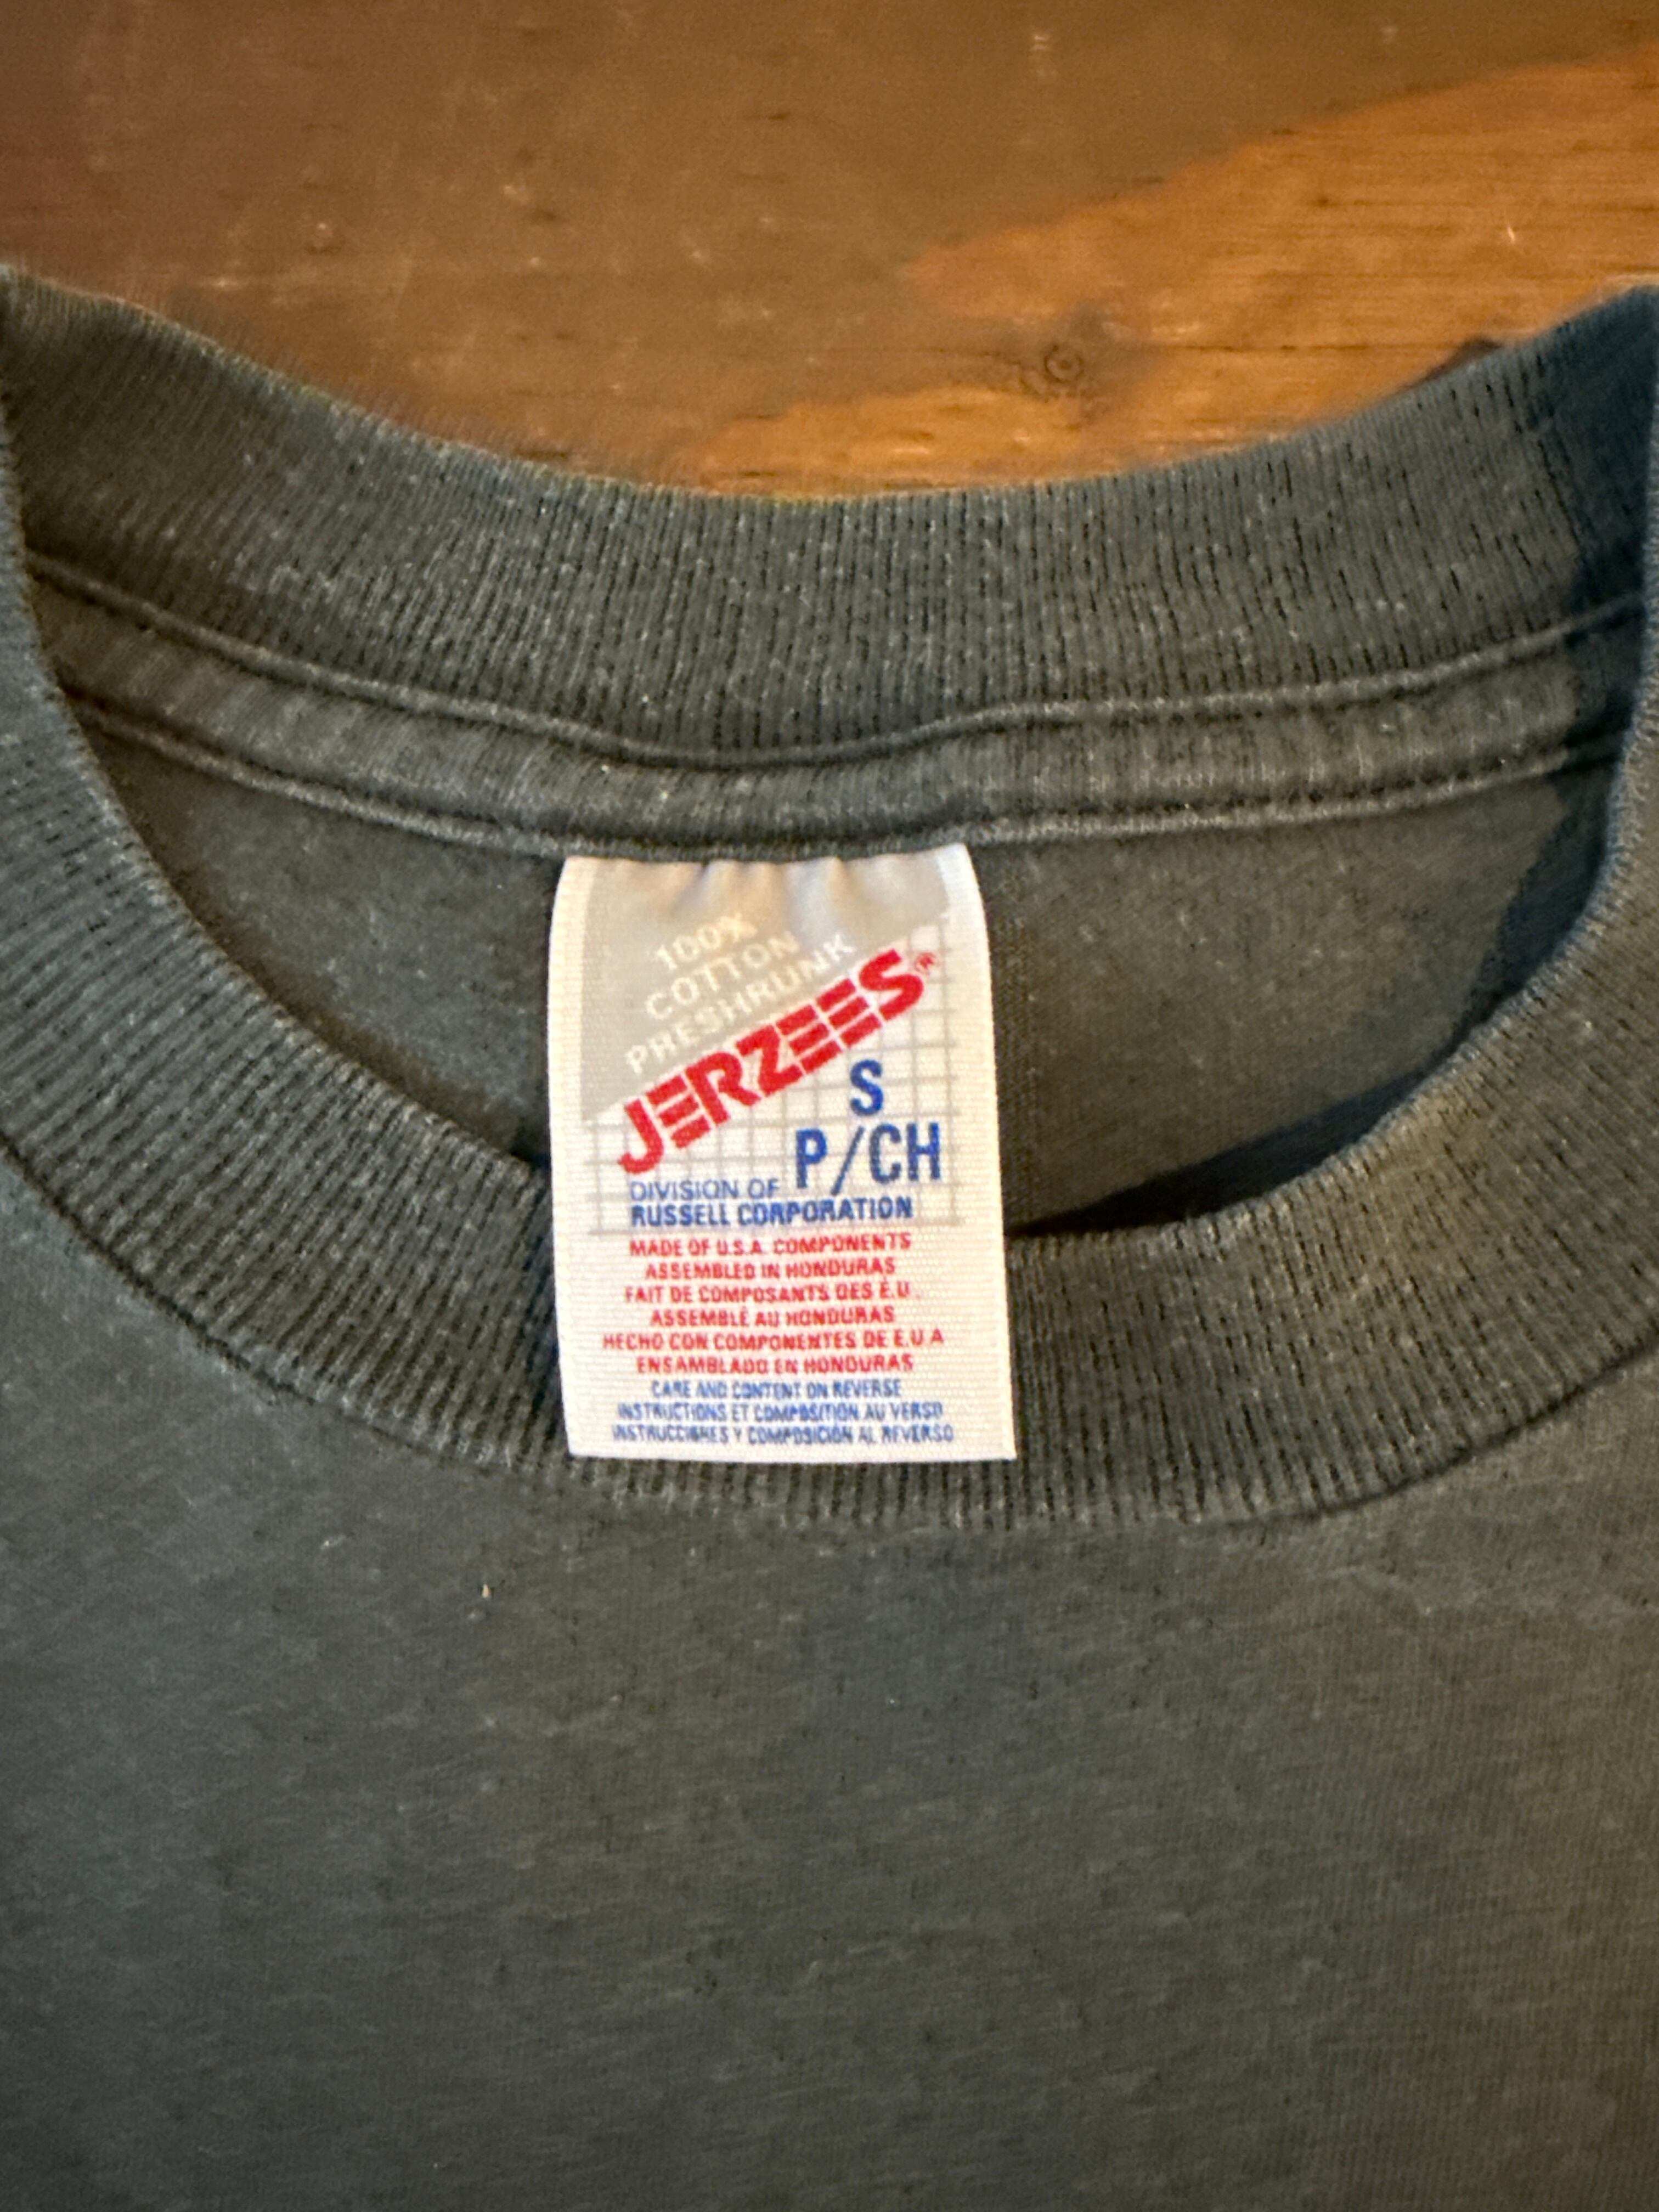 100%
COTTON
PRESHRUNK
JERZEES®
S
P/CH
DIVISION OF
RUSSELL CORPORATION
MADE OF U.S.A. COMPONENTS
ASSEMBLED IN HONDURAS
FAIT DE COMPOSANTS DES É.U.
ASSEMBLÉ AU HONDURAS
HECHO CON COMPONENTES DE E.U.A
ENSAMBLADO EN HONDURAS
CARE AND CONTENT ON REVERSE
INSTRUCTIONS ET COMPOSITION AU VERSO
INSTRUCCIONES Y COMPOSICION AL REVERSO